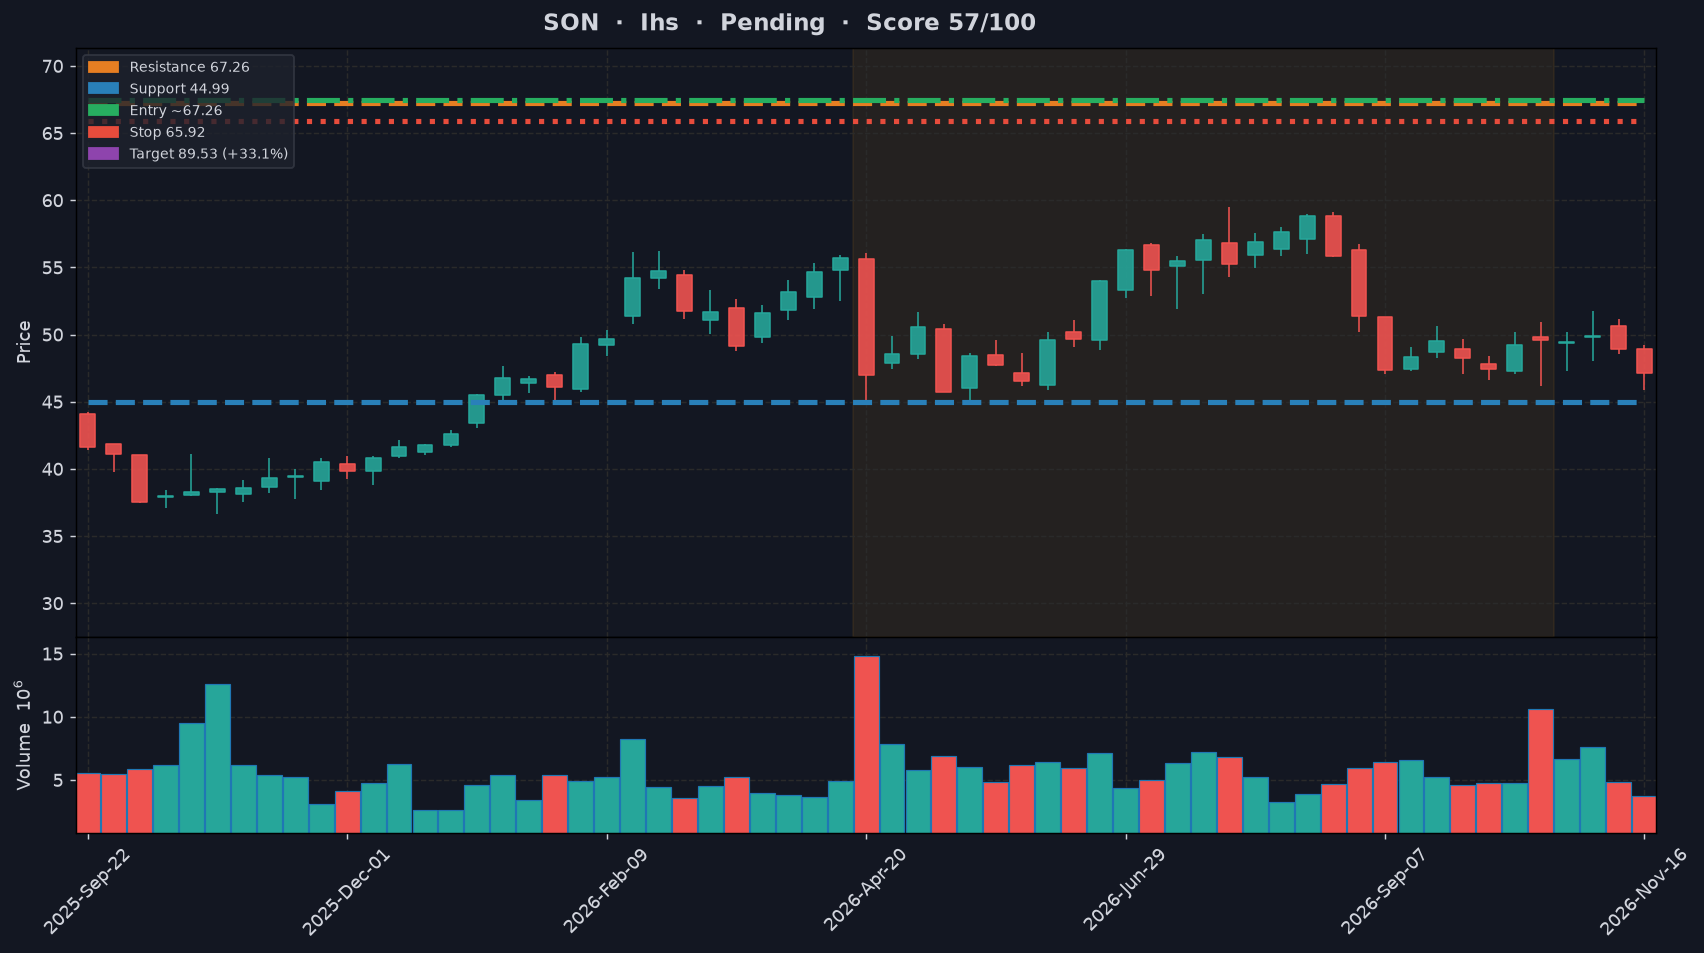 SON · Ihs · Pending · Score 57/100
Resistance 67.26
Support 44.99
Entry ~67.26
Stop 65.92
Target 89.53 (+33.1%)
Price
70
65
60
55
50
45
40
35
30
Volume 10⁶
15
10
5
2025-Sep-22
2025-Dec-01
2026-Feb-09
2026-Apr-20
2026-Jun-29
2026-Sep-07
2026-Nov-16